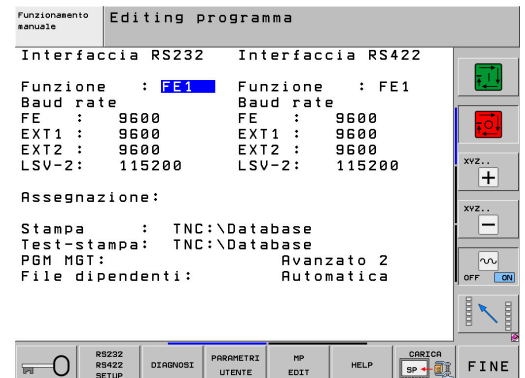 Funzionamento
manuale
Editing programma
Interfaccia RS232 Interfaccia RS422
Funzione : FE1 Funzione : FE1
Baud rate Baud rate
FE : 9600 FE : 9600
EXT1 : 9600 EXT1 : 9600
EXT2 : 9600 EXT2 : 9600
LSV-2: 115200 LSV-2: 115200
Assegnazione:
Stampa : TNC:\Database
Test-stampa: TNC:\Database
PGM MGT: Avanzato 2
File dipendenti: Automatica
XYZ..
+
XYZ..
−
OFF ON
RS232
RS422
SETUP
DIAGNOSI
PARAMETRI
UTENTE
MP
EDIT
HELP
CARICA
SP
FINE